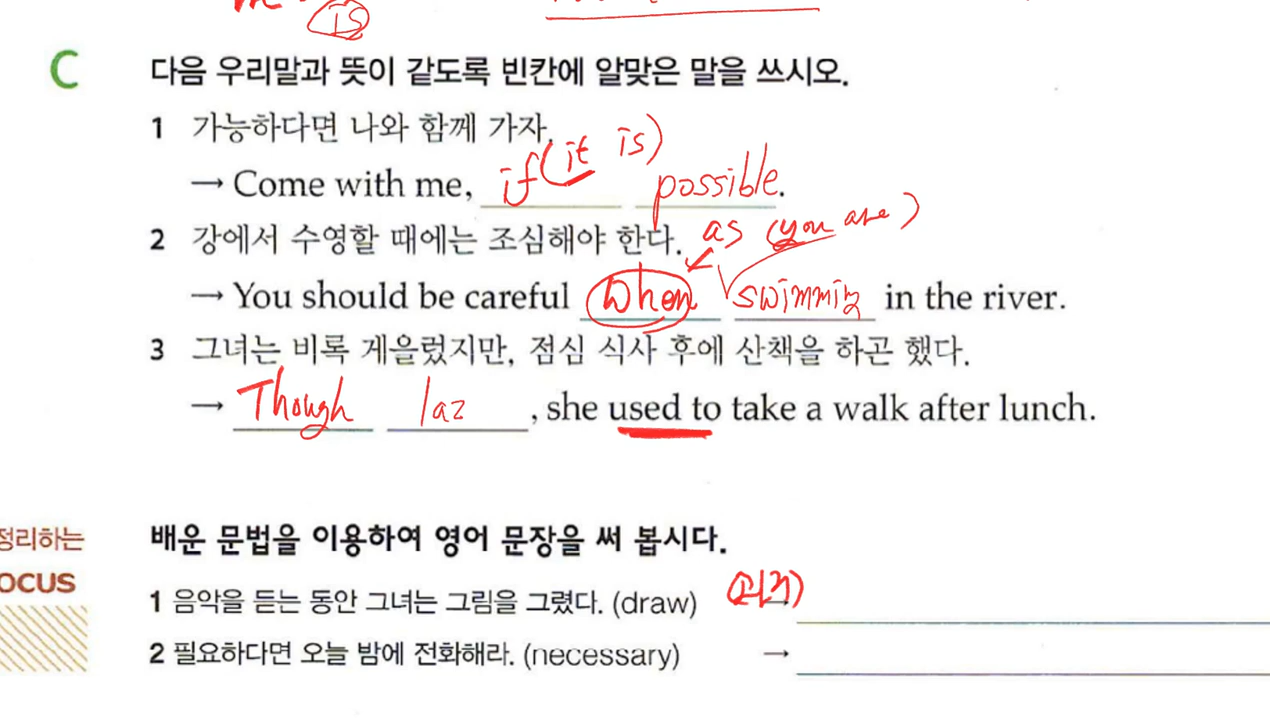 is
C 다음 우리말과 뜻이 같도록 빈칸에 알맞은 말을 쓰시오.
1 가능하다면 나와 함께 가자.
→ Come with me, if (it is) possible.
2 강에서 수영할 때에는 조심해야 한다. as (you are)
→ You should be careful when swimming in the river.
3 그녀는 비록 게을렀지만, 점심 식사 후에 산책을 하곤 했다.
→ Though laz, she used to take a walk after lunch.
정리하는 배운 문법을 이용하여 영어 문장을 써 봅시다.
OCUS
1 음악을 듣는 동안 그녀는 그림을 그렸다. (draw) →
2 필요하다면 오늘 밤에 전화해라. (necessary) →